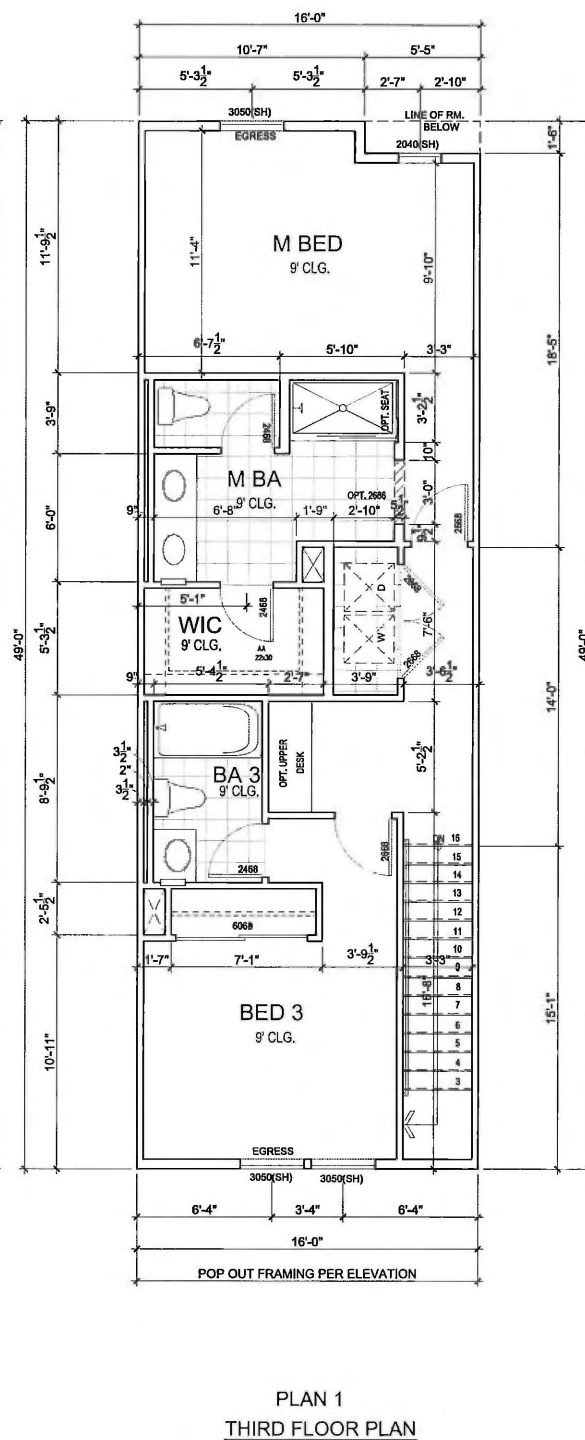 16'-0"
10'-7" 5'-5"
5'-3½" 5'-3½" 2'-7" 2'-10"
3050(SH)
EGRESS
LINE OF RM.
BELOW
2040(SH)
1'-6"
11'-9½"
11'-4"
M BED
9' CLG.
9'-10"
18'-5"
6'-7½" 5'-10" 3'-3"
3'-9"
2468
OPT. SEAT
3'-2½"
10"
M BA
9' CLG.
OPT. 2686
3'-0"
6'-0"
9" 6'-8" 1'-9" 2'-10"
9½"
2668
5'-1"
2468
WIC
9' CLG.
AA
22x30
D
W
2668
7'-6"
2668
49'-0"
49'-0"
5'-3½"
9" 5'-4½" 2'-7" 3'-9" 3'-6½"
14'-0"
8'-9½"
3½"
2"
3½"
BA 3
9' CLG.
OPT. UPPER
DESK
5'-2½"
2468
2668
DN
16
15
14
13
12
11
10
9
8
7
6
5
4
3
2'-5½"
6068
1'-7" 7'-1" 3'-9½" 3'-3"
16'-8"
BED 3
9' CLG.
10'-11"
15'-1"
EGRESS
3050(SH) 3050(SH)
6'-4" 3'-4" 6'-4"
16'-0"
POP OUT FRAMING PER ELEVATION
PLAN 1
THIRD FLOOR PLAN